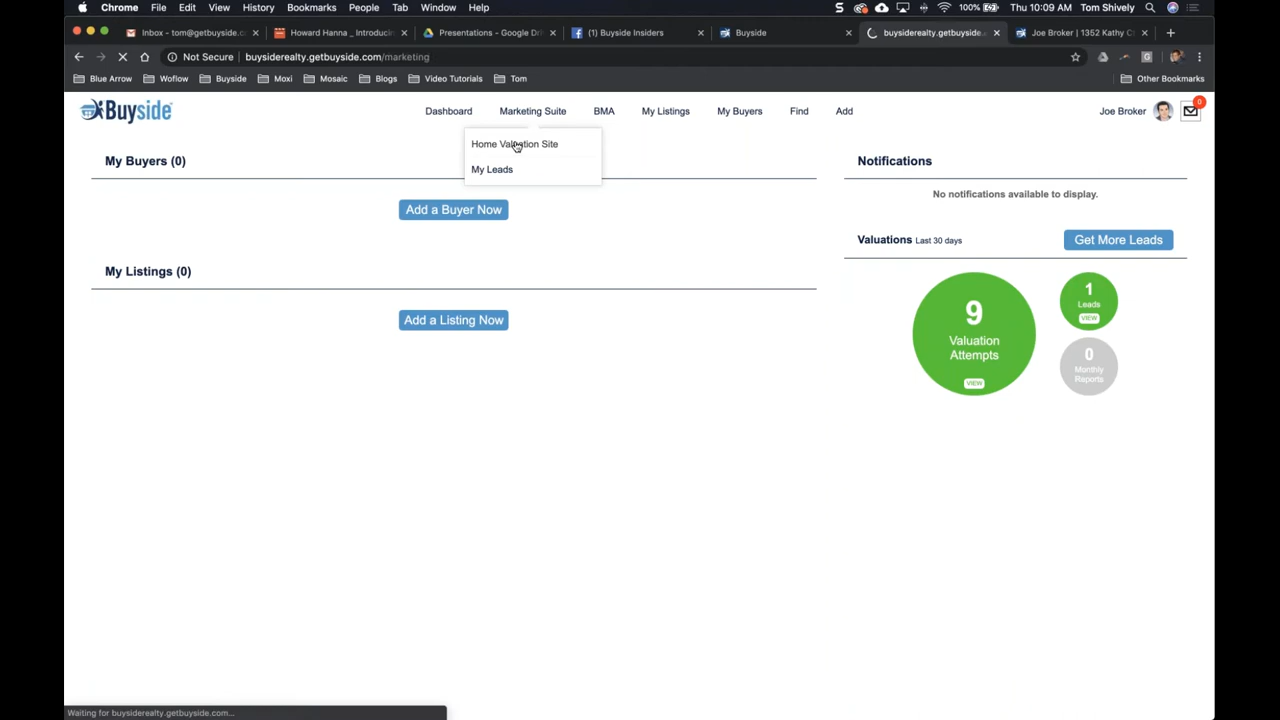 Chrome File Edit View History Bookmarks People Tab Window Help S 100% Thu 10:09 AM Tom Shively
Inbox - tom@getbuyside.c Howard Hanna _ Introducin Presentations - Google Dri (1) Buyside Insiders Buyside buysiderealty.getbuyside. Joe Broker | 1352 Kathy C
Not Secure | buysiderealty.getbuyside.com/marketing
Blue Arrow Woflow Buyside Moxi Mosaic Blogs Video Tutorials Tom Other Bookmarks
Buyside Dashboard Marketing Suite BMA My Listings My Buyers Find Add Joe Broker 0
Home Valuation Site
My Leads
My Buyers (0)
Add a Buyer Now
My Listings (0)
Add a Listing Now
Notifications
No notifications available to display.
Valuations Last 30 days Get More Leads
9
Valuation
Attempts
VIEW
1
Leads
VIEW
0
Monthly
Reports
Waiting for buysiderealty.getbuyside.com...